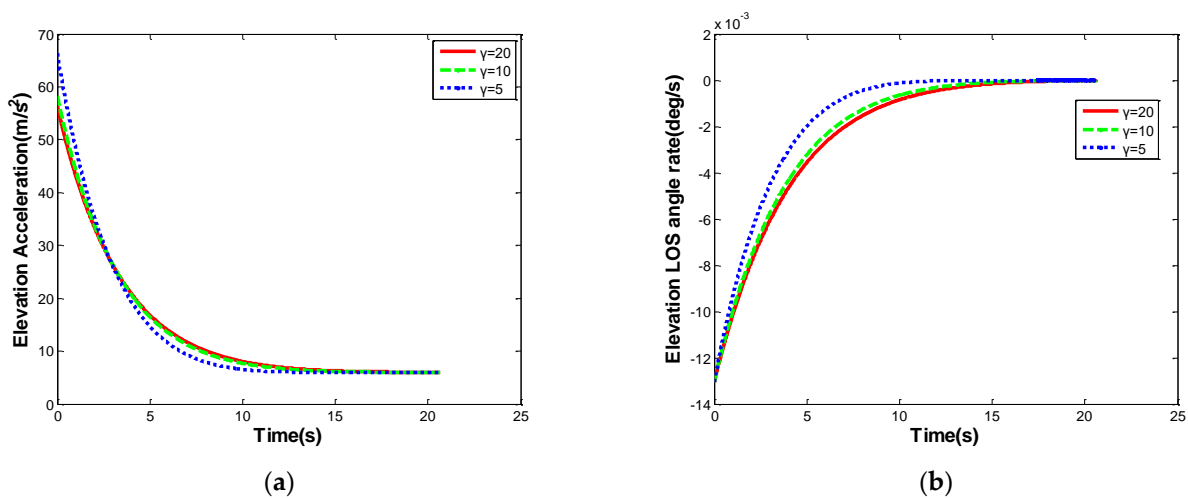 70
60
50
40
30
20
10
0
0 5 10 15 20 25
Elevation Acceleration(m/s²)
Time(s)
γ=20
γ=10
γ=5
(a)
x 10⁻³
2
0
-2
-4
-6
-8
-10
-12
-14
0 5 10 15 20 25
Elevation LOS angle rate(deg/s)
Time(s)
γ=20
γ=10
γ=5
(b)